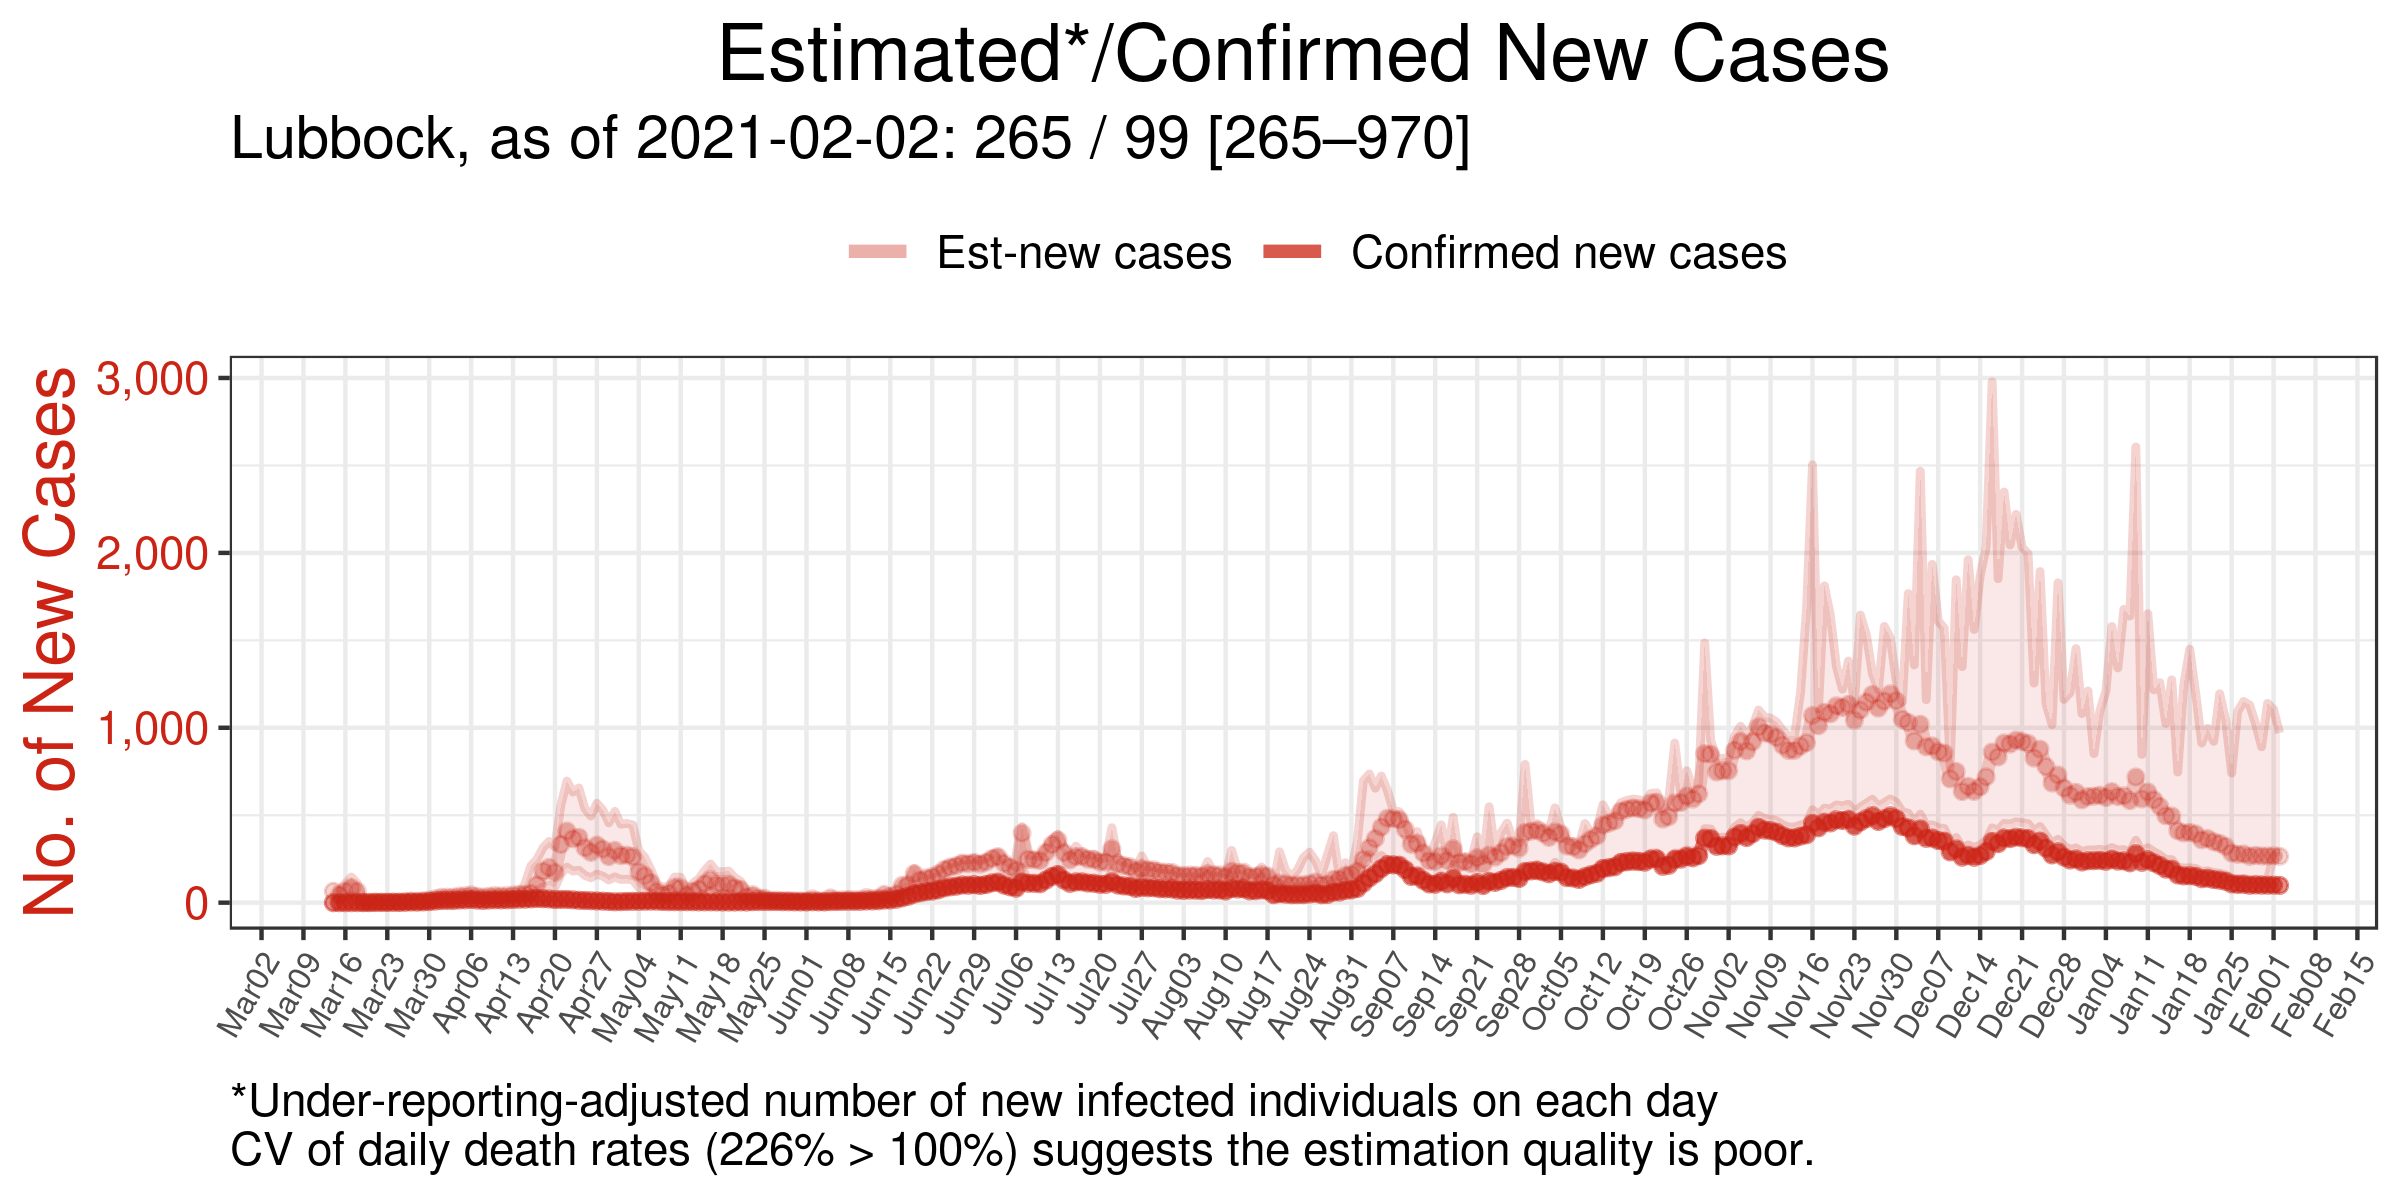 Estimated*/Confirmed New Cases
Lubbock, as of 2021-02-02: 265 / 99 [265–970]
Est-new cases Confirmed new cases
No. of New Cases
3,000
2,000
1,000
0
Mar02 Mar09 Mar16 Mar23 Mar30 Apr06 Apr13 Apr20 Apr27 May04 May11 May18 May25 Jun01 Jun08 Jun15 Jun22 Jun29 Jul06 Jul13 Jul20 Jul27 Aug03 Aug10 Aug17 Aug24 Aug31 Sep07 Sep14 Sep21 Sep28 Oct05 Oct12 Oct19 Oct26 Nov02 Nov09 Nov16 Nov23 Nov30 Dec07 Dec14 Dec21 Dec28 Jan04 Jan11 Jan18 Jan25 Feb01 Feb08 Feb15
*Under-reporting-adjusted number of new infected individuals on each day
CV of daily death rates (226% > 100%) suggests the estimation quality is poor.